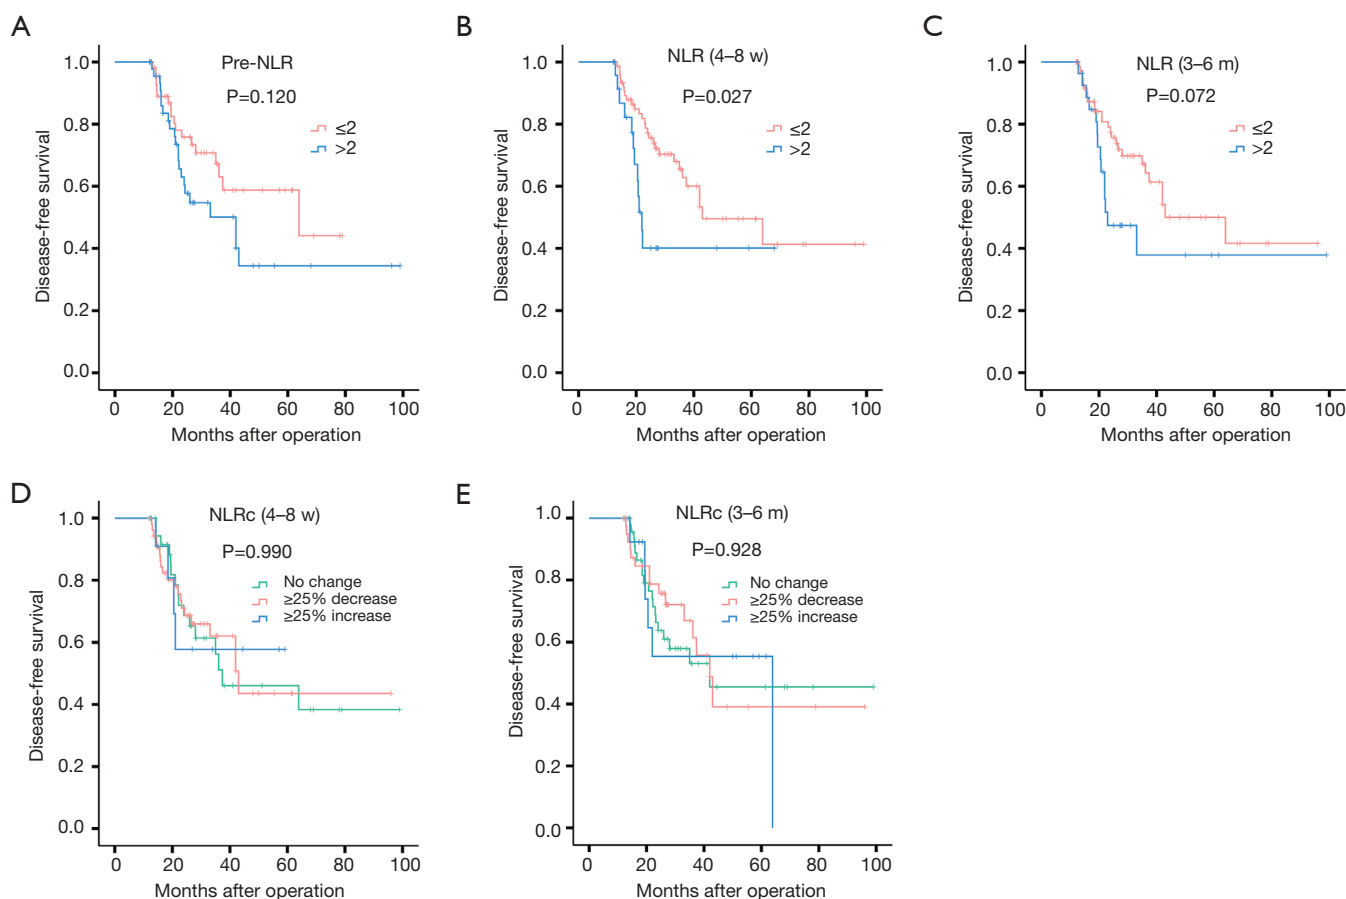 A
Pre-NLR
P=0.120
≤2
>2
Disease-free survival
1.0
0.8
0.6
0.4
0.2
0.0
0 20 40 60 80 100
Months after operation
B
NLR (4–8 w)
P=0.027
≤2
>2
Disease-free survival
1.0
0.8
0.6
0.4
0.2
0.0
0 20 40 60 80 100
Months after operation
C
NLR (3–6 m)
P=0.072
≤2
>2
Disease-free survival
1.0
0.8
0.6
0.4
0.2
0.0
0 20 40 60 80 100
Months after operation
D
NLRc (4–8 w)
P=0.990
No change
≥25% decrease
≥25% increase
Disease-free survival
1.0
0.8
0.6
0.4
0.2
0.0
0 20 40 60 80 100
Months after operation
E
NLRc (3–6 m)
P=0.928
No change
≥25% decrease
≥25% increase
Disease-free survival
1.0
0.8
0.6
0.4
0.2
0.0
0 20 40 60 80 100
Months after operation